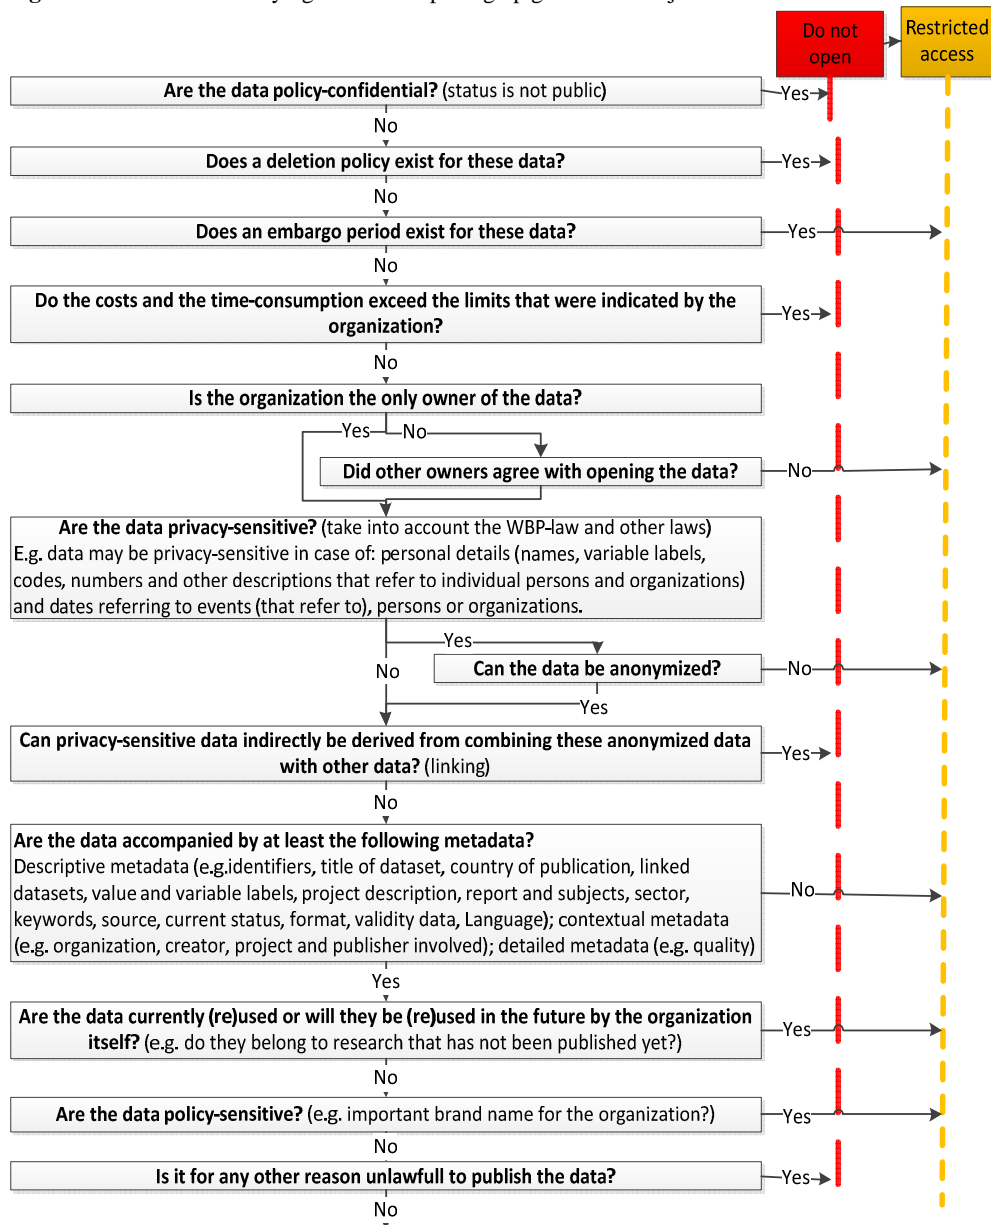 Do not
open
Restricted
access
Are the data policy-confidential? (status is not public)
Yes
No
Does a deletion policy exist for these data?
Yes
No
Does an embargo period exist for these data?
Yes
No
Do the costs and the time-consumption exceed the limits that were indicated by the
organization?
Yes
No
Is the organization the only owner of the data?
Yes
No
Did other owners agree with opening the data?
No
Are the data privacy-sensitive? (take into account the WBP-law and other laws)
E.g. data may be privacy-sensitive in case of: personal details (names, variable labels,
codes, numbers and other descriptions that refer to individual persons and organizations)
and dates referring to events (that refer to), persons or organizations.
Yes
No
Can the data be anonymized?
No
Yes
Can privacy-sensitive data indirectly be derived from combining these anonymized data
with other data? (linking)
Yes
No
Are the data accompanied by at least the following metadata?
Descriptive metadata (e.g.identifiers, title of dataset, country of publication, linked
datasets, value and variable labels, project description, report and subjects, sector,
keywords, source, current status, format, validity data, Language); contextual metadata
(e.g. organization, creator, project and publisher involved); detailed metadata (e.g. quality)
No
Yes
Are the data currently (re)used or will they be (re)used in the future by the organization
itself? (e.g. do they belong to research that has not been published yet?)
Yes
No
Are the data policy-sensitive? (e.g. important brand name for the organization?)
Yes
No
Is it for any other reason unlawfull to publish the data?
Yes
No